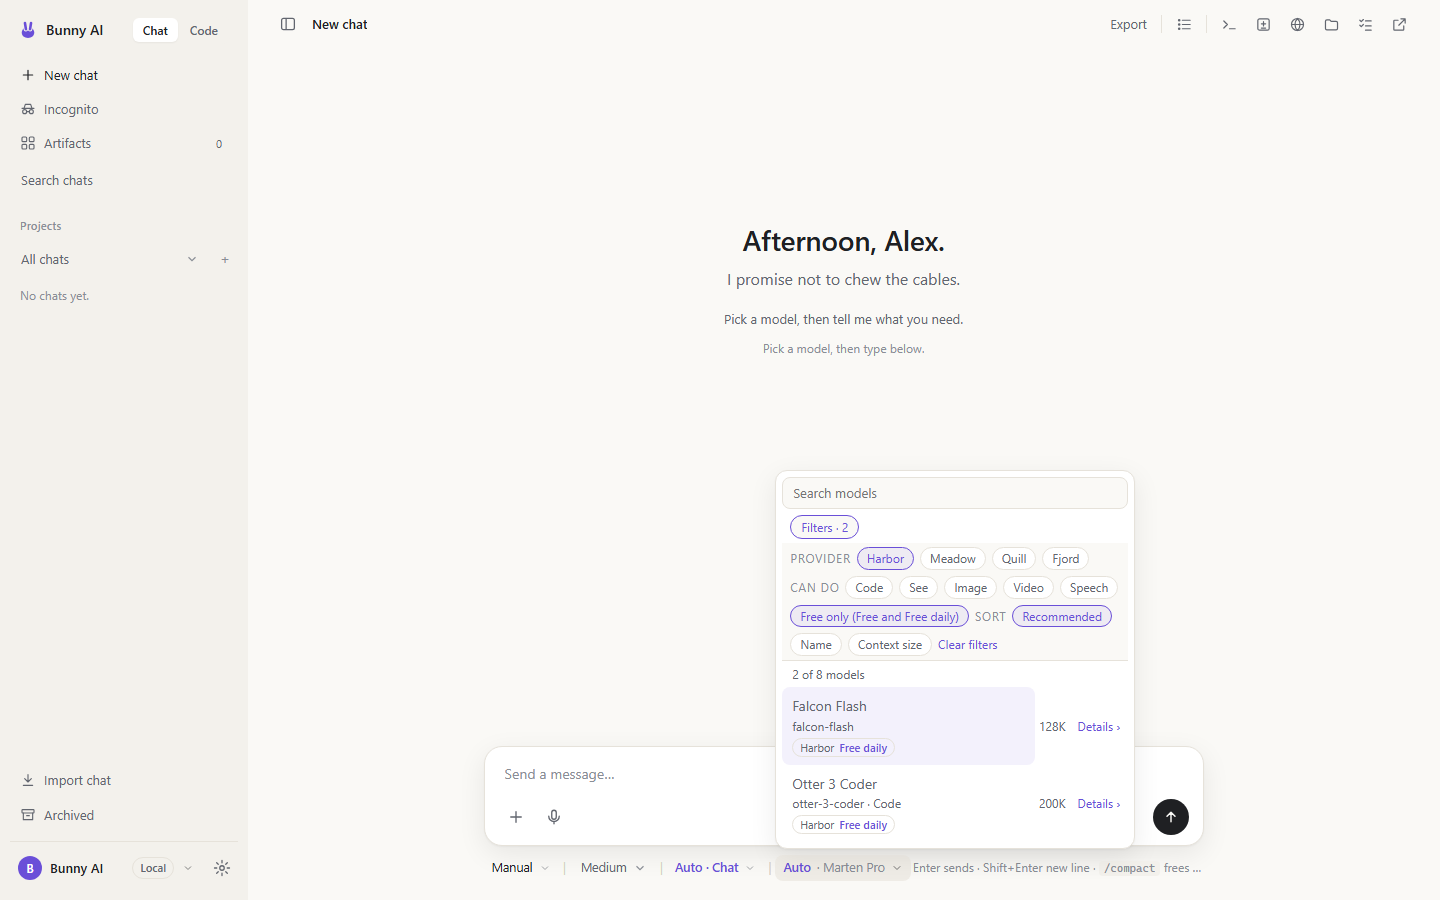 Bunny AI
Chat
Code
New chat
Incognito
Artifacts
0
Search chats
Projects
All chats
+
No chats yet.
Import chat
Archived
B
Bunny AI
Local
New chat
Export
Afternoon, Alex.
I promise not to chew the cables.
Pick a model, then tell me what you need.
Pick a model, then type below.
Search models
Filters · 2
PROVIDER Harbor Meadow Quill Fjord
CAN DO Code See Image Video Speech
Free only (Free and Free daily) SORT Recommended
Name Context size Clear filters
2 of 8 models
Falcon Flash
falcon-flash
128K Details ›
Harbor Free daily
Otter 3 Coder
otter-3-coder · Code
200K Details ›
Harbor Free daily
Send a message...
Manual | Medium | Auto · Chat | Auto · Marten Pro Enter sends · Shift+Enter new line · /compact frees ...